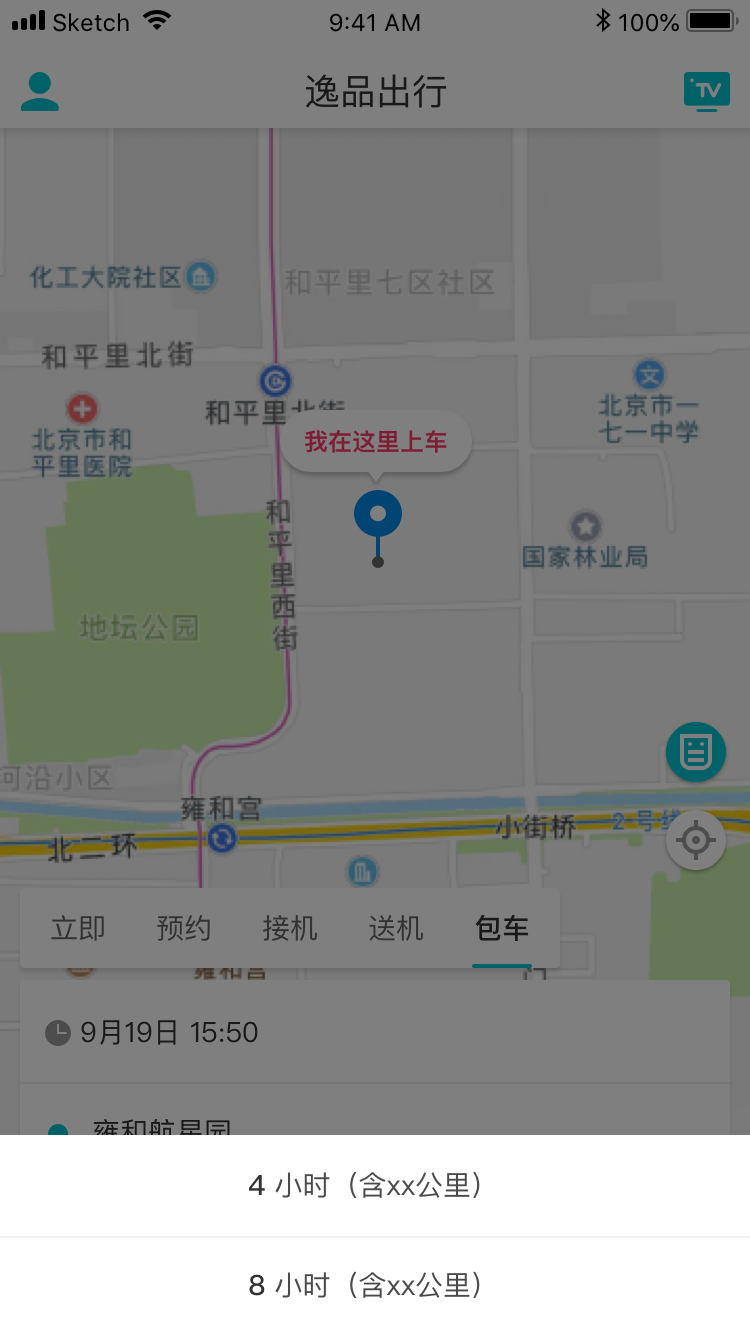 Sketch 9:41 AM 100%
逸品出行
TV
化工大院社区
和平里七区社区
和平里北街
和平里北街
北京市一
七一中学
北京市和
平里医院
我在这里上车
和平里西街
国家林业局
地坛公园
河沿小区
雍和宫
小街桥
2号线
北二环
立即 预约 接机 送机 包车
雍和宫
9月19日 15:50
雍和航星园
4 小时（含xx公里）
8 小时（含xx公里）